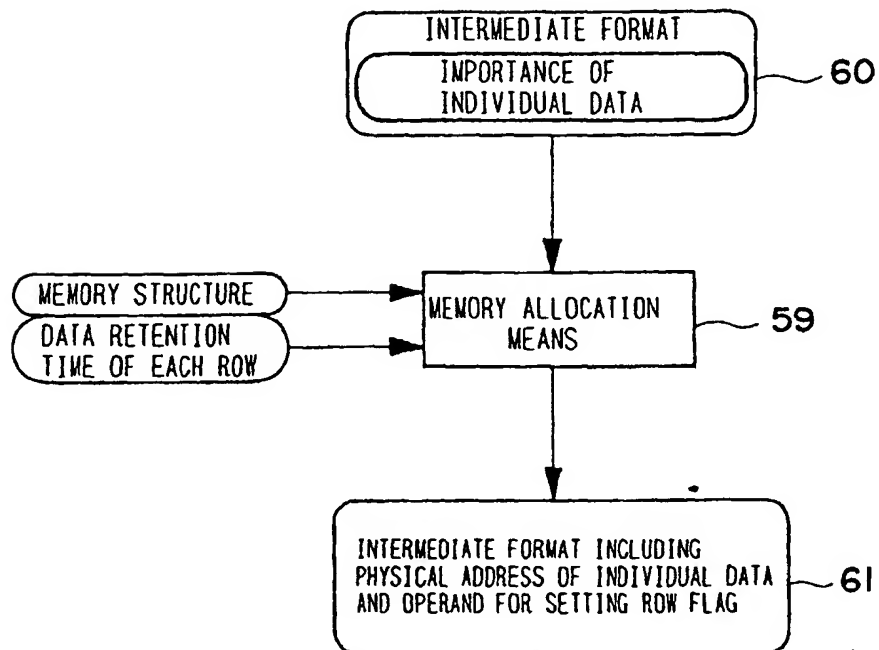 INTERMEDIATE FORMAT
IMPORTANCE OF
INDIVIDUAL DATA
60
MEMORY STRUCTURE
DATA RETENTION
TIME OF EACH ROW
MEMORY ALLOCATION
MEANS
59
INTERMEDIATE FORMAT INCLUDING
PHYSICAL ADDRESS OF INDIVIDUAL DATA
AND OPERAND FOR SETTING ROW FLAG
61